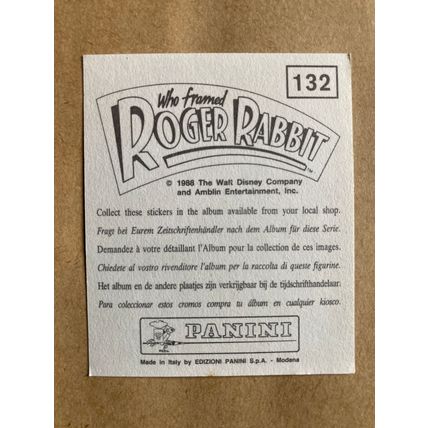 132
Who framed
ROGER RABBIT™
© 1988 The Walt Disney Company
and Amblin Entertainment, Inc.
Collect these stickers in the album available from your local shop.
Fragt bei Eurem Zeitschriftenhändler nach dem Album für diese Serie.
Demandez à votre détaillant l'Album pour la collection de ces images.
Chiedete al vostro rivenditore l'album per la raccolta di queste figurine.
Het album en de andere plaatjes zijn verkrijgbaar bij de tijdschrifthandelaar.
Para coleccionar estos cromos compra tu álbum en cualquier kiosco.
PANINI
Made in Italy by EDIZIONI PANINI S.p.A. - Modena